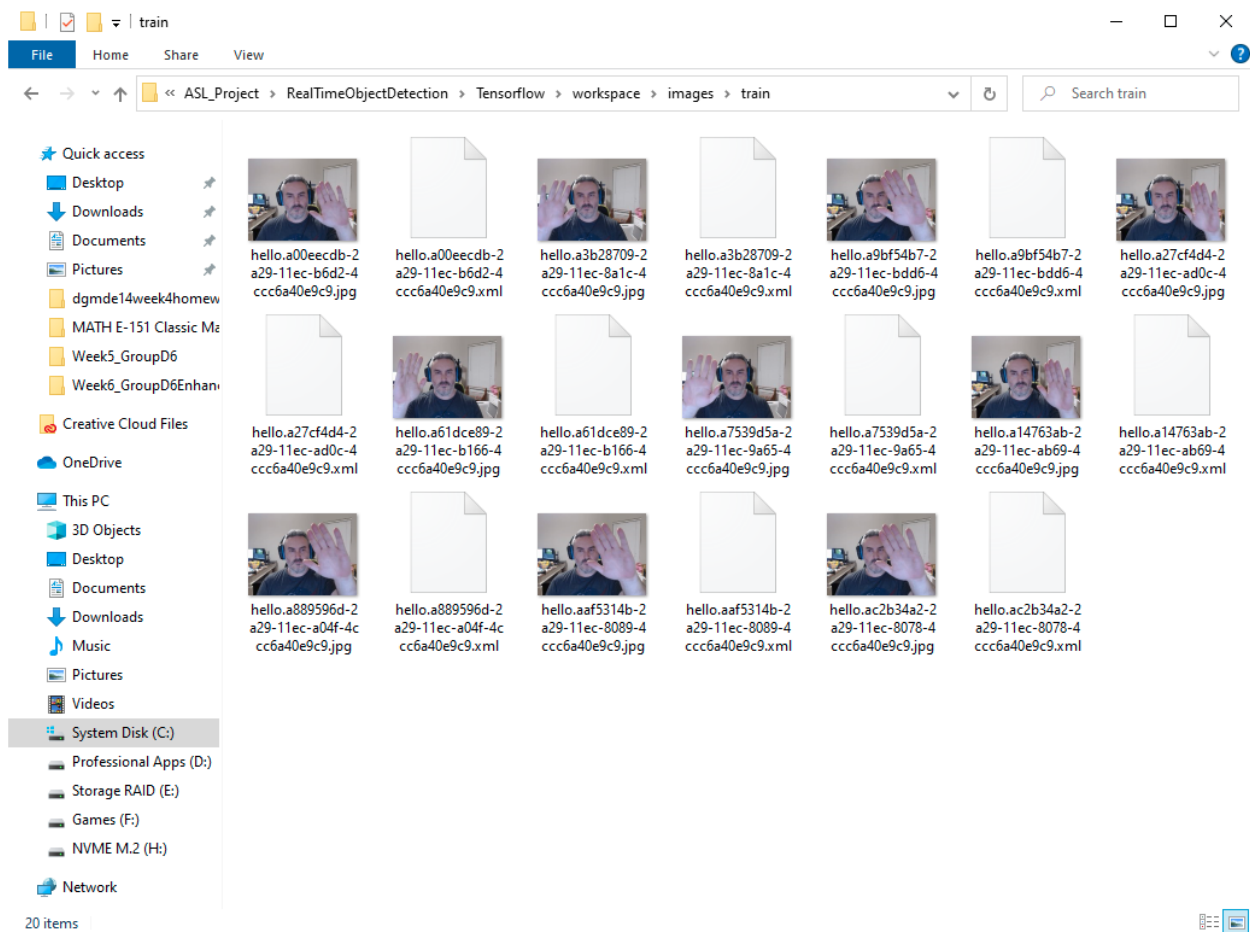 train
File Home Share View
« ASL_Project › RealTimeObjectDetection › Tensorflow › workspace › images › train
Search train
Quick access
Desktop
Downloads
Documents
Pictures
dgmde14week4homew
MATH E-151 Classic Ma
Week5_GroupD6
Week6_GroupD6Enhan
Creative Cloud Files
OneDrive
This PC
3D Objects
Desktop
Documents
Downloads
Music
Pictures
Videos
System Disk (C:)
Professional Apps (D:)
Storage RAID (E:)
Games (F:)
NVME M.2 (H:)
Network
hello.a00eecdb-2
a29-11ec-b6d2-4
ccc6a40e9c9.jpg
hello.a00eecdb-2
a29-11ec-b6d2-4
ccc6a40e9c9.xml
hello.a3b28709-2
a29-11ec-8a1c-4
ccc6a40e9c9.jpg
hello.a3b28709-2
a29-11ec-8a1c-4
ccc6a40e9c9.xml
hello.a9bf54b7-2
a29-11ec-bdd6-4
ccc6a40e9c9.jpg
hello.a9bf54b7-2
a29-11ec-bdd6-4
ccc6a40e9c9.xml
hello.a27cf4d4-2
a29-11ec-ad0c-4
ccc6a40e9c9.jpg
hello.a27cf4d4-2
a29-11ec-ad0c-4
ccc6a40e9c9.xml
hello.a61dce89-2
a29-11ec-b166-4
ccc6a40e9c9.jpg
hello.a61dce89-2
a29-11ec-b166-4
ccc6a40e9c9.xml
hello.a7539d5a-2
a29-11ec-9a65-4
ccc6a40e9c9.jpg
hello.a7539d5a-2
a29-11ec-9a65-4
ccc6a40e9c9.xml
hello.a14763ab-2
a29-11ec-ab69-4
ccc6a40e9c9.jpg
hello.a14763ab-2
a29-11ec-ab69-4
ccc6a40e9c9.xml
hello.a889596d-2
a29-11ec-a04f-4c
cc6a40e9c9.jpg
hello.a889596d-2
a29-11ec-a04f-4c
cc6a40e9c9.xml
hello.aaf5314b-2
a29-11ec-8089-4
ccc6a40e9c9.jpg
hello.aaf5314b-2
a29-11ec-8089-4
ccc6a40e9c9.xml
hello.ac2b34a2-2
a29-11ec-8078-4
ccc6a40e9c9.jpg
hello.ac2b34a2-2
a29-11ec-8078-4
ccc6a40e9c9.xml
20 items